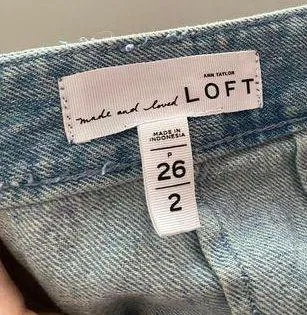 ANN TAYLOR
made and loved LOFT
MADE IN
INDONESIA
P
26
2